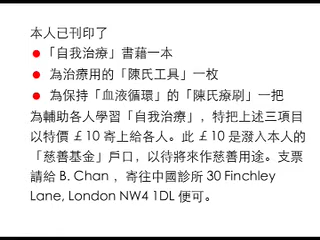 本人已刊印了
●「自我治療」書藉一本
● 為治療用的「陳氏工具」一枚
● 為保持「血液循環」的「陳氏療刷」一把
為輔助各人學習「自我治療」，特把上述三項目
以特價 £10 寄上給各人。此 £10 是潑入本人的
「慈善基金」戶口，以待將來作慈善用途。支票
請給 B. Chan ，寄往中國診所 30 Finchley
Lane, London NW4 1DL 便可。